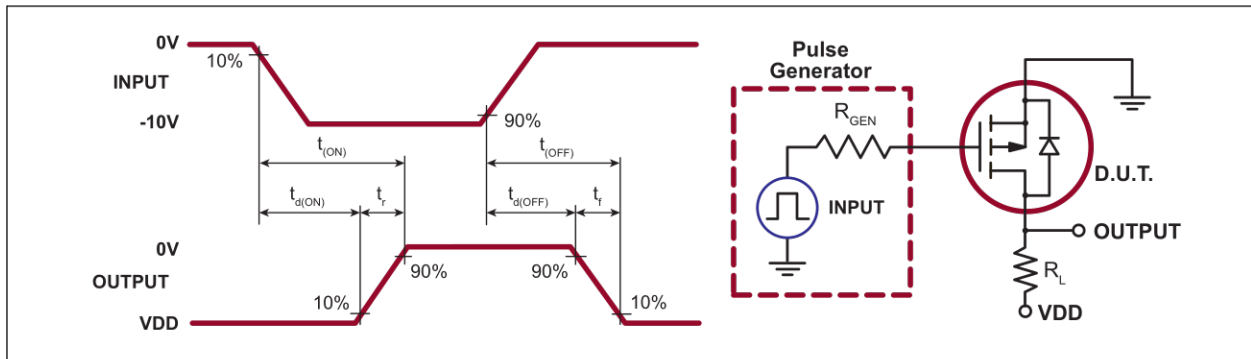 0V
10%
INPUT
-10V
90%
t(ON)
t(OFF)
td(ON)
tr
td(OFF)
tf
0V
OUTPUT
90%
90%
10%
10%
VDD
Pulse
Generator
RGEN
INPUT
D.U.T.
OUTPUT
RL
VDD